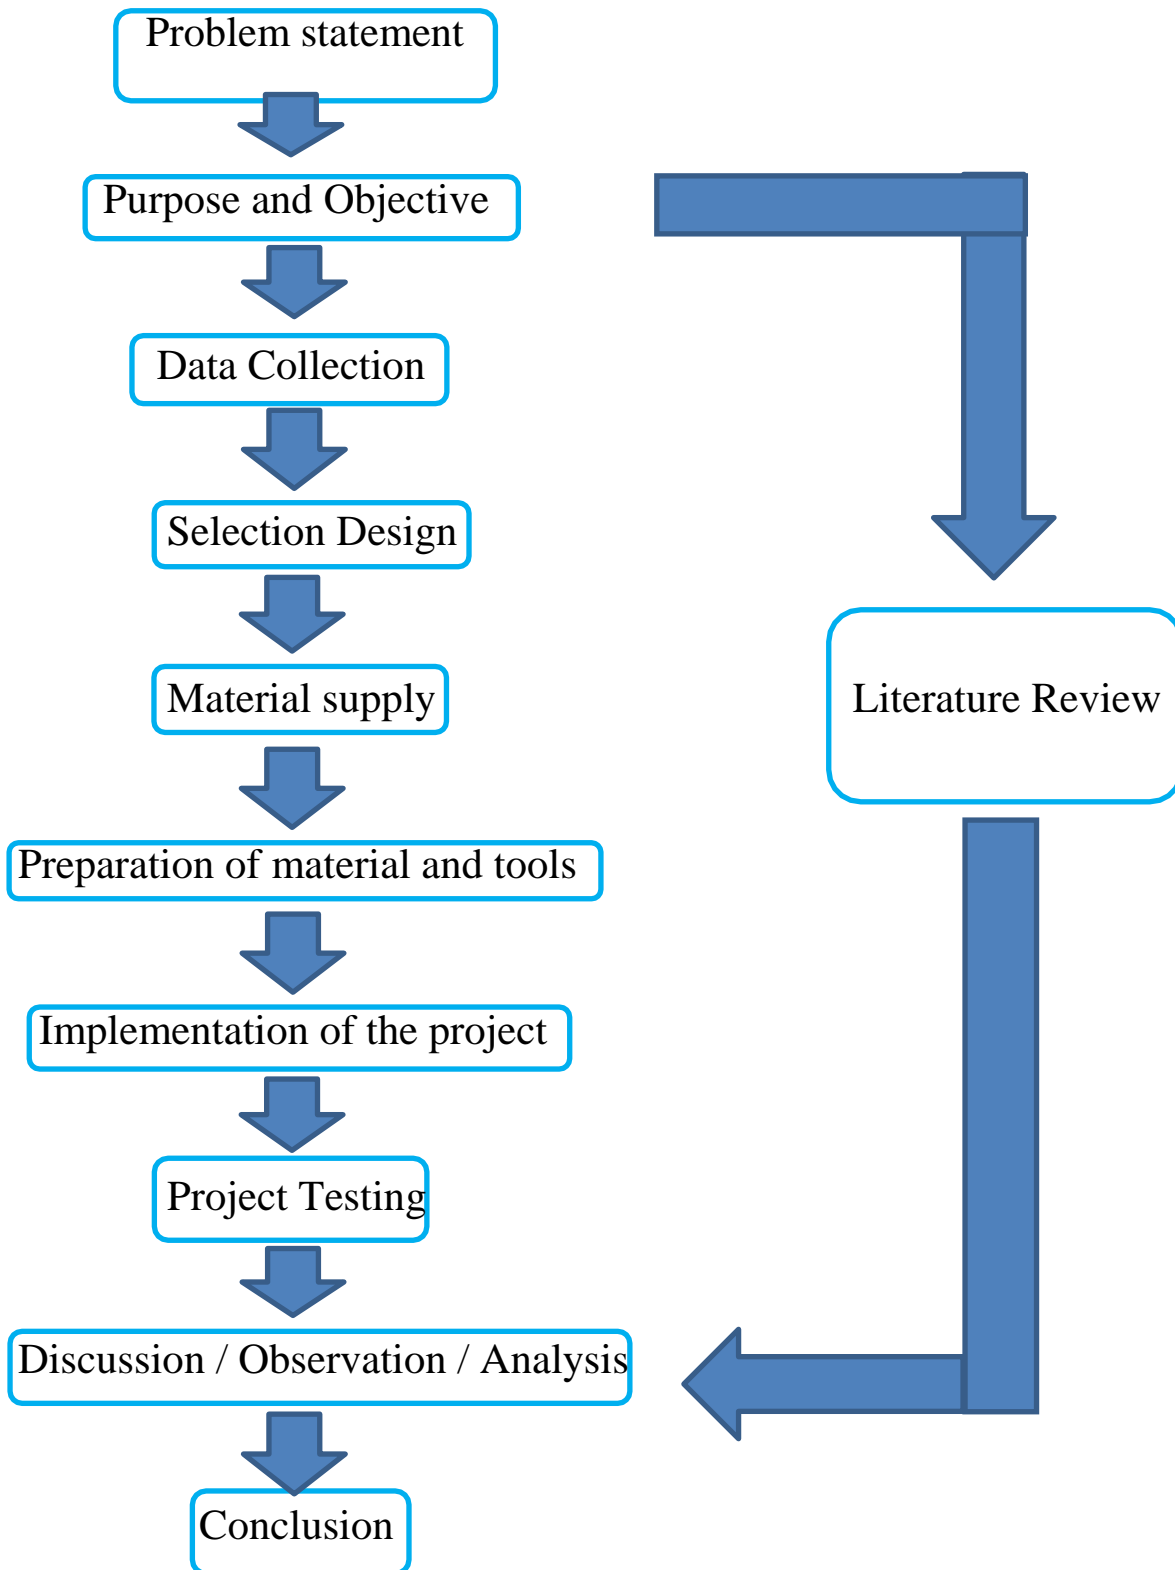 Problem statement
Purpose and Objective
Data Collection
Selection Design
Material supply
Literature Review
Preparation of material and tools
Implementation of the project
Project Testing
Discussion / Observation / Analysis
Conclusion